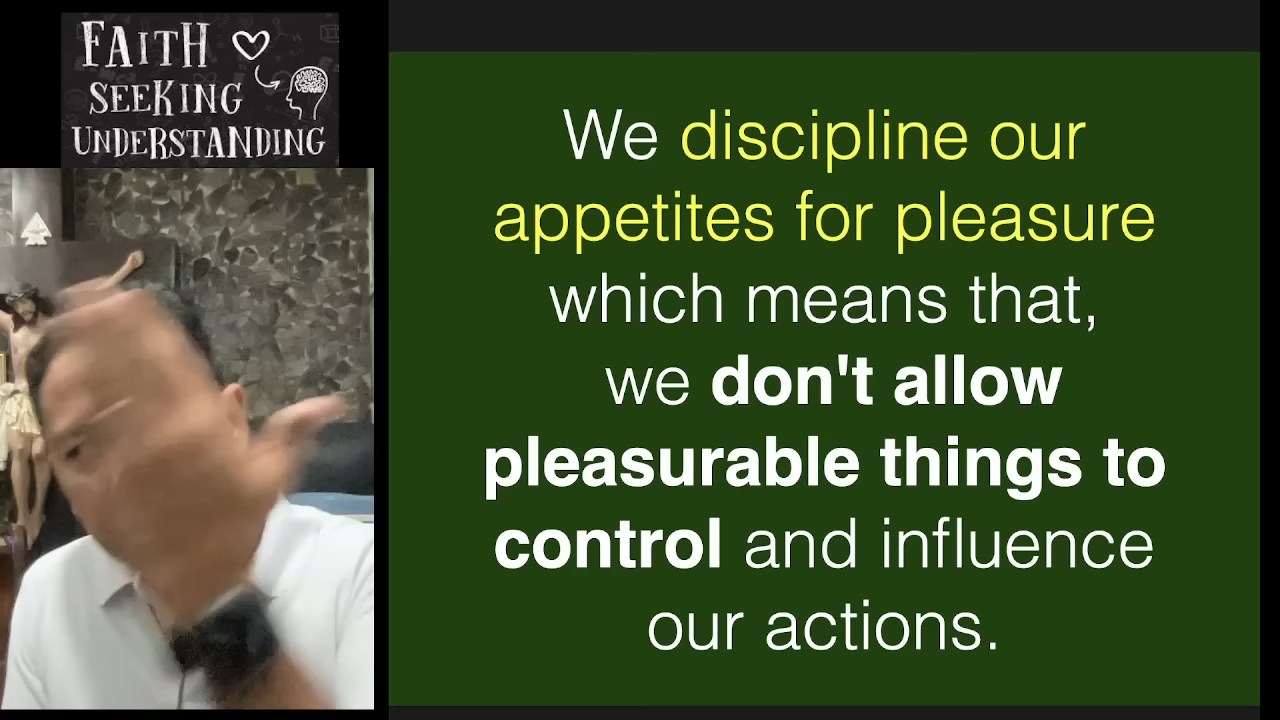 FAITH
SEEKING
UNDERSTANDING
We discipline our
appetites for pleasure
which means that,
we don't allow
pleasurable things to
control and influence
our actions.